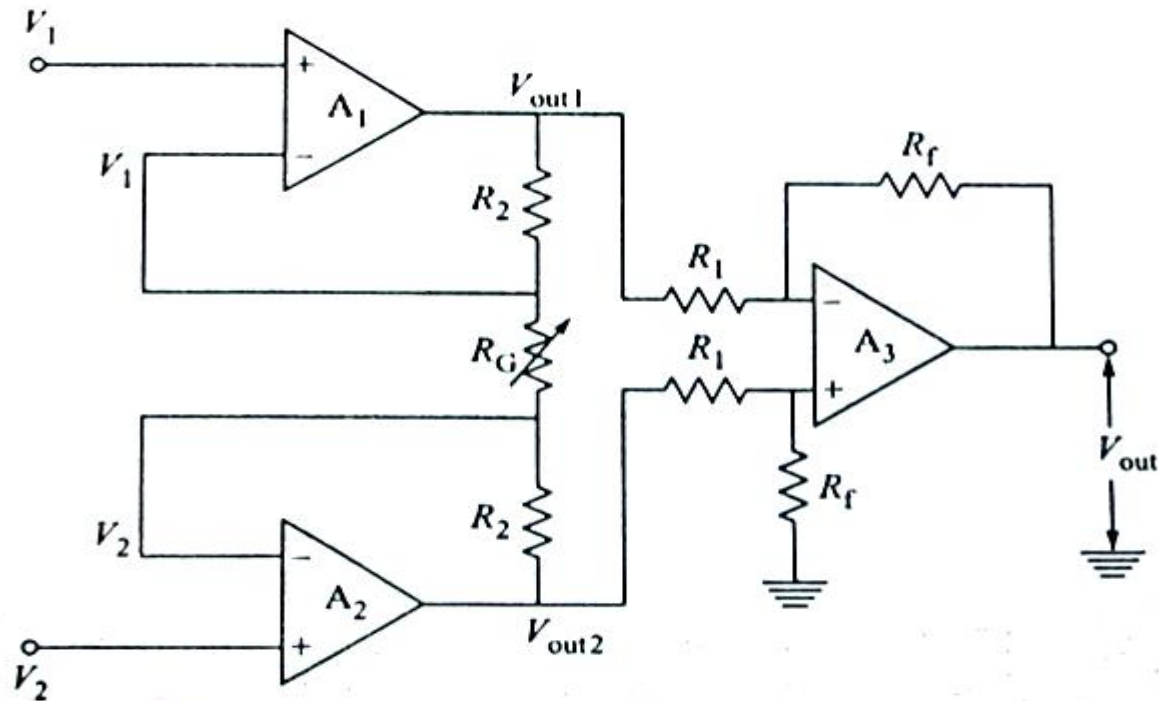 V1
+
A1
−
V1
Vout1
R2
Rf
R1
−
RG
A3
R1
+
Vout
Rf
R2
V2
−
A2
+
Vout2
V2